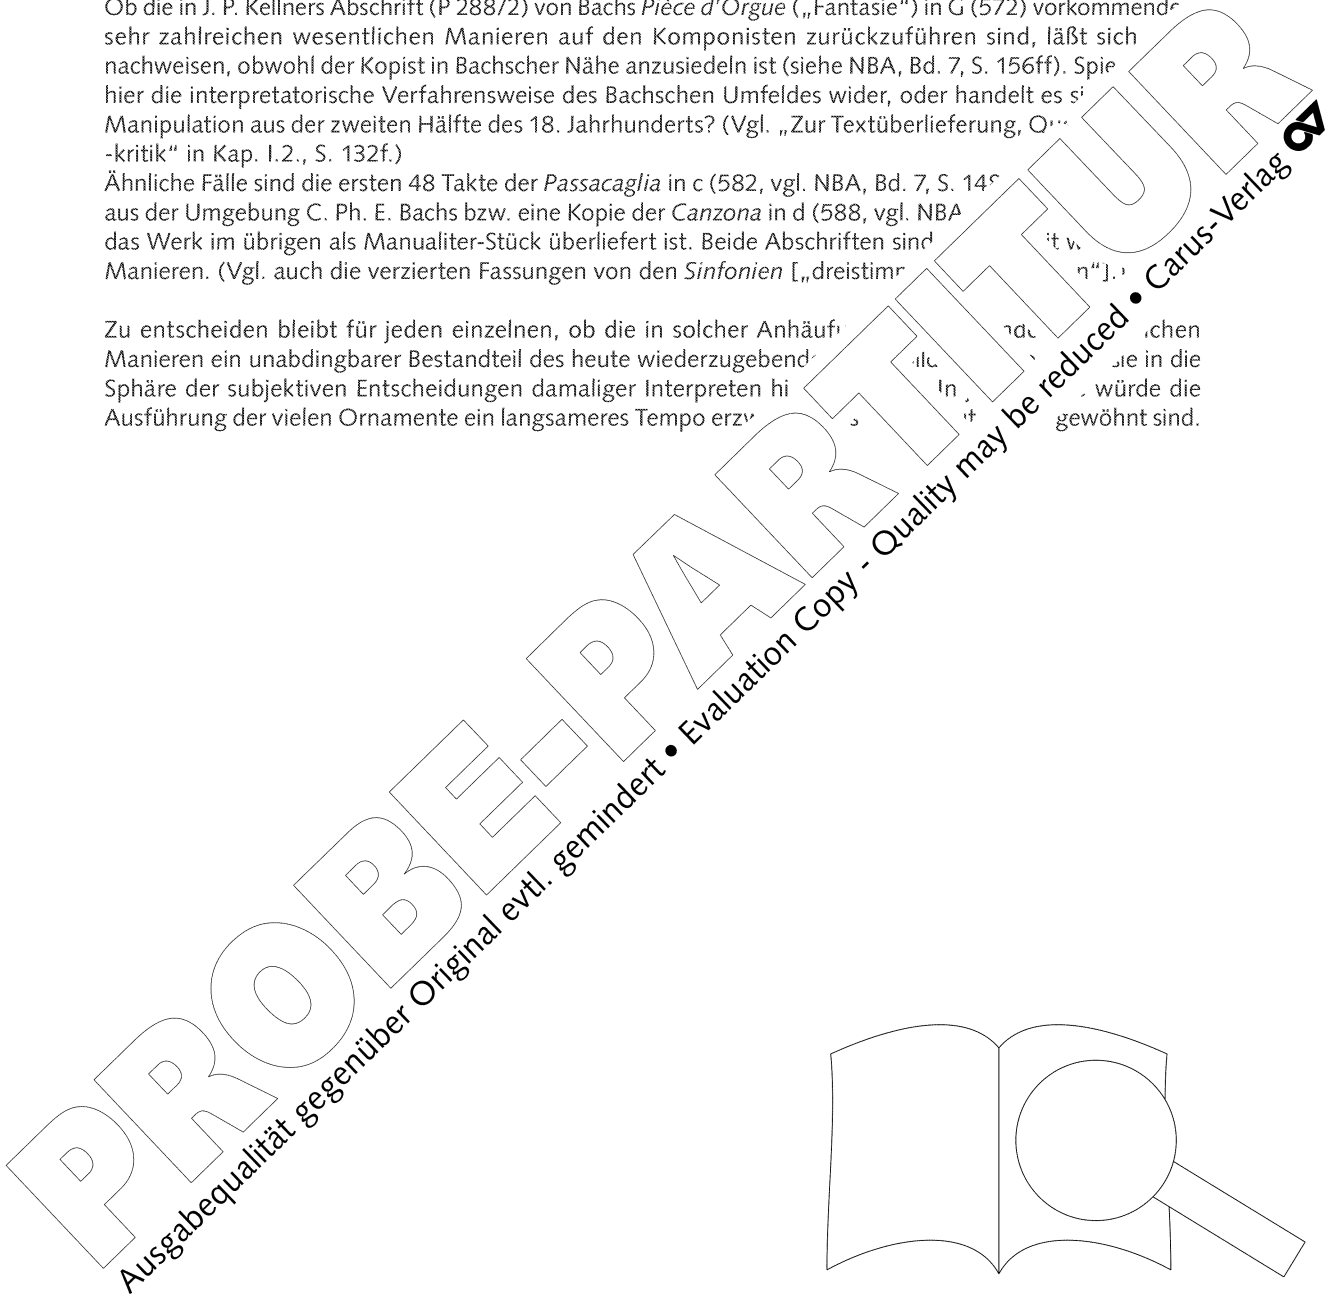 Ob die in J. P. Kellners Abschrift (P 288/2) von Bachs Pièce d’Orgue („Fantasie“) in G (572)
sehr zahlreichen wesentlichen Manieren auf den Komponisten zurückzuführen sind, läßt sich
nachweisen, obwohl der Kopist in Bachscher Nähe anzusiedeln ist (siehe NBA, Bd. 7, S. 156ff).
hier die interpretatorische Verfahrensweise des Bachschen Umfeldes wider, oder handelt es
Manipulation aus der zweiten Hälfte des 18. Jahrhunderts? (Vgl. „Zur Textüberlieferung,
-kritik“ in Kap. I.2., S. 132f.)
Ähnliche Fälle sind die ersten 48 Takte der Passacaglia in c (582, vgl. NBA, Bd. 7, S.
aus der Umgebung C. Ph. E. Bachs bzw. eine Kopie der Canzona in d (588, vgl. NBA
das Werk im übrigen als Manualiter-Stück überliefert ist. Beide Abschriften sind
Manieren. (Vgl. auch die verzierten Fassungen von den Sinfonien
Zu entscheiden bleibt für jeden einzelnen, ob die in solcher
Manieren ein unabdingbarer Bestandteil des heute sie in die
Sphäre der subjektiven Entscheidungen damaliger Interpreten würde die
Ausführung der vielen Ornamente ein langsameres Tempo gewöhnt sind.
PROBE-PARTITUR
Ausgabequalität gegenüber Original evtl. gemindert • Evaluation Copy - Quality may be reduced • Carus-Verlag